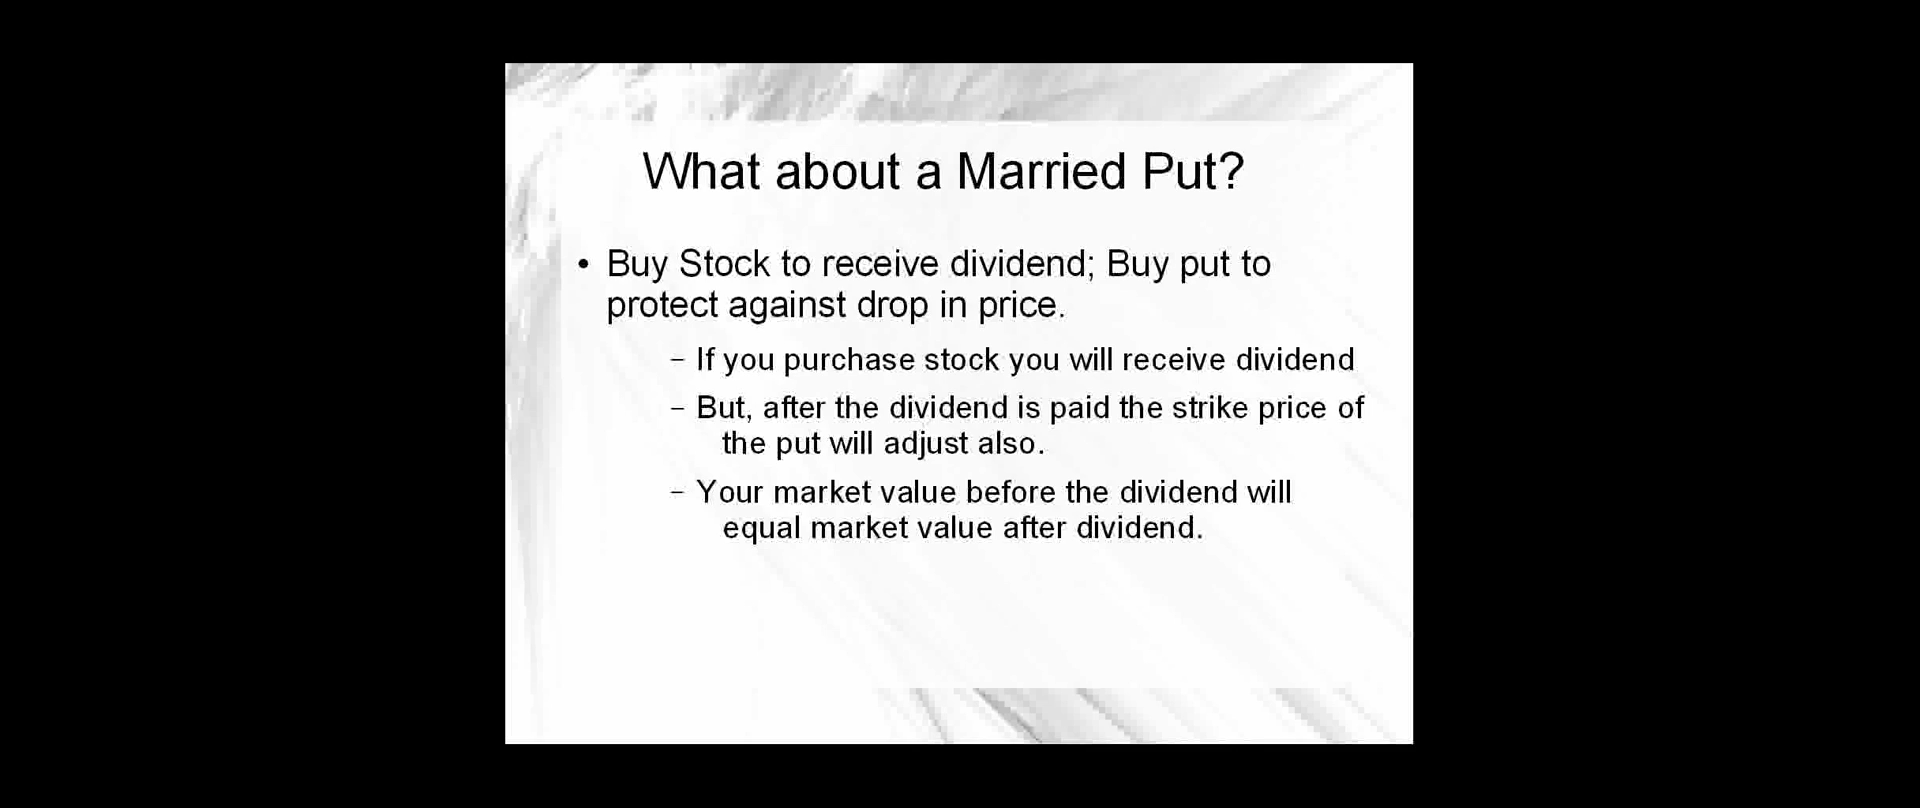 What about a Married Put?
• Buy Stock to receive dividend; Buy put to
protect against drop in price.
– If you purchase stock you will receive dividend
– But, after the dividend is paid the strike price of
the put will adjust also.
– Your market value before the dividend will
equal market value after dividend.